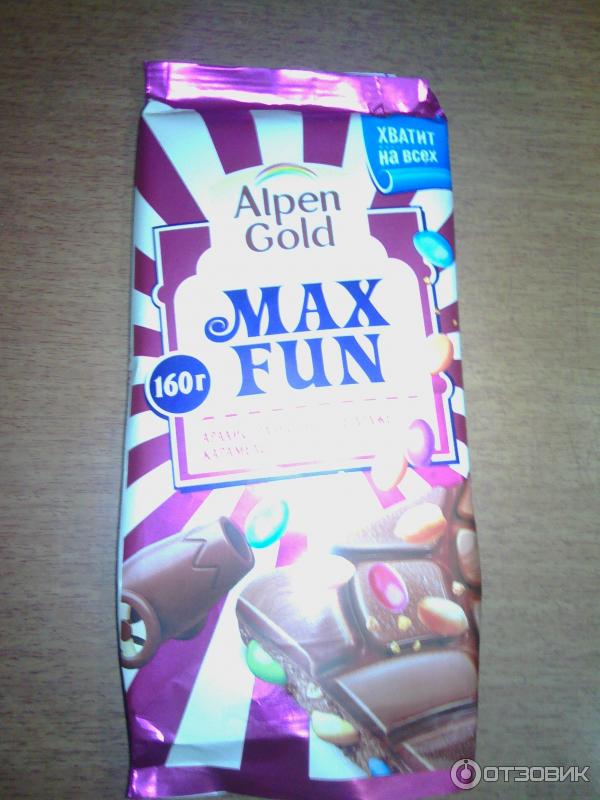 ХВАТИТ
на всех
Alpen
Gold
MAX
FUN
160г
ОТЗОВИК